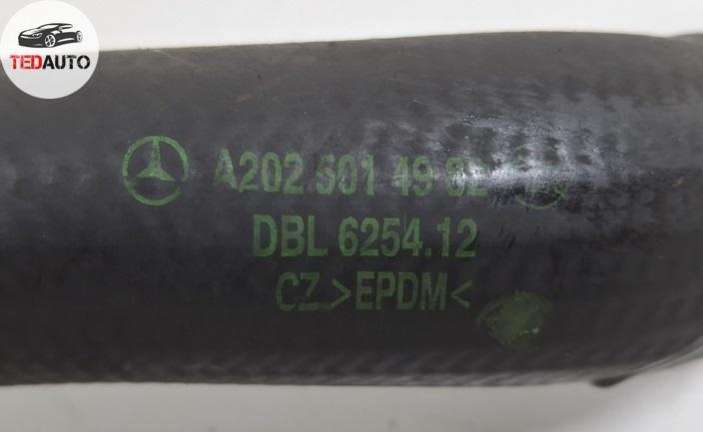 TEDAUTO
A202 501 49 82
DBL 6254.12
CZ >EPDM<